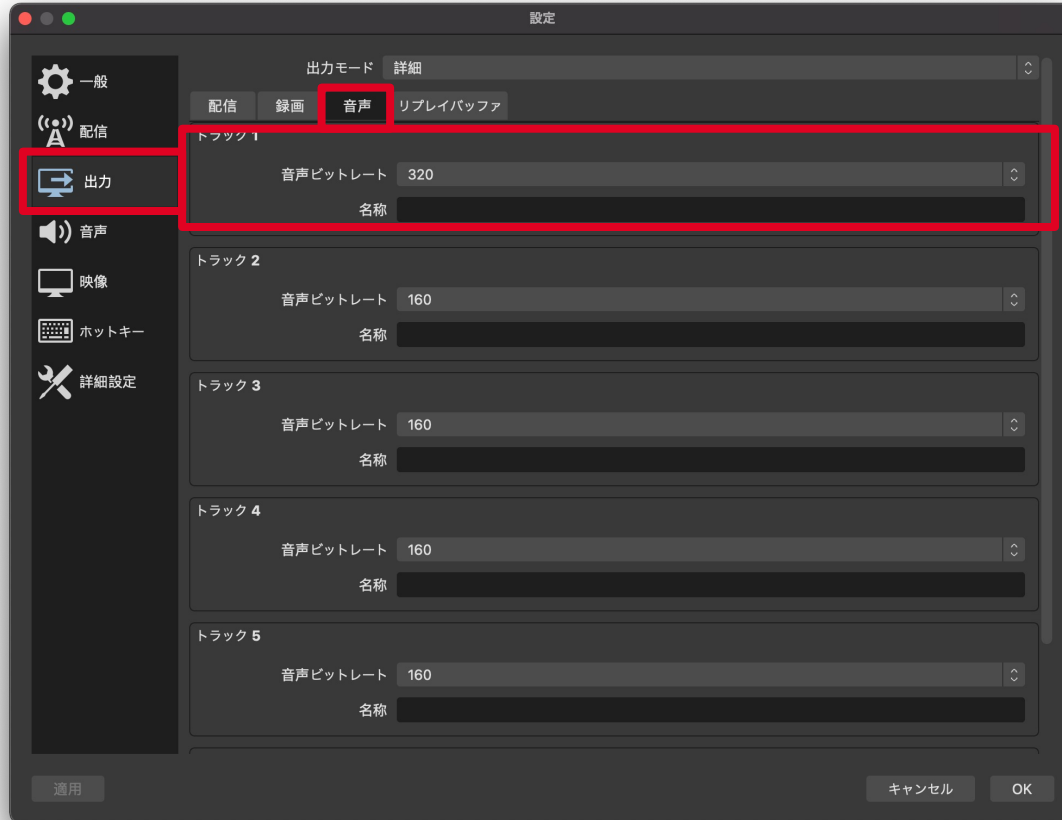 設定
一般
配信
出力
音声
映像
ホットキー
詳細設定
出力モード 詳細
配信 録画 音声 リプレイバッファ
トラック 1
音声ビットレート 320
名称
トラック 2
音声ビットレート 160
名称
トラック 3
音声ビットレート 160
名称
トラック 4
音声ビットレート 160
名称
トラック 5
音声ビットレート 160
名称
適用 キャンセル OK